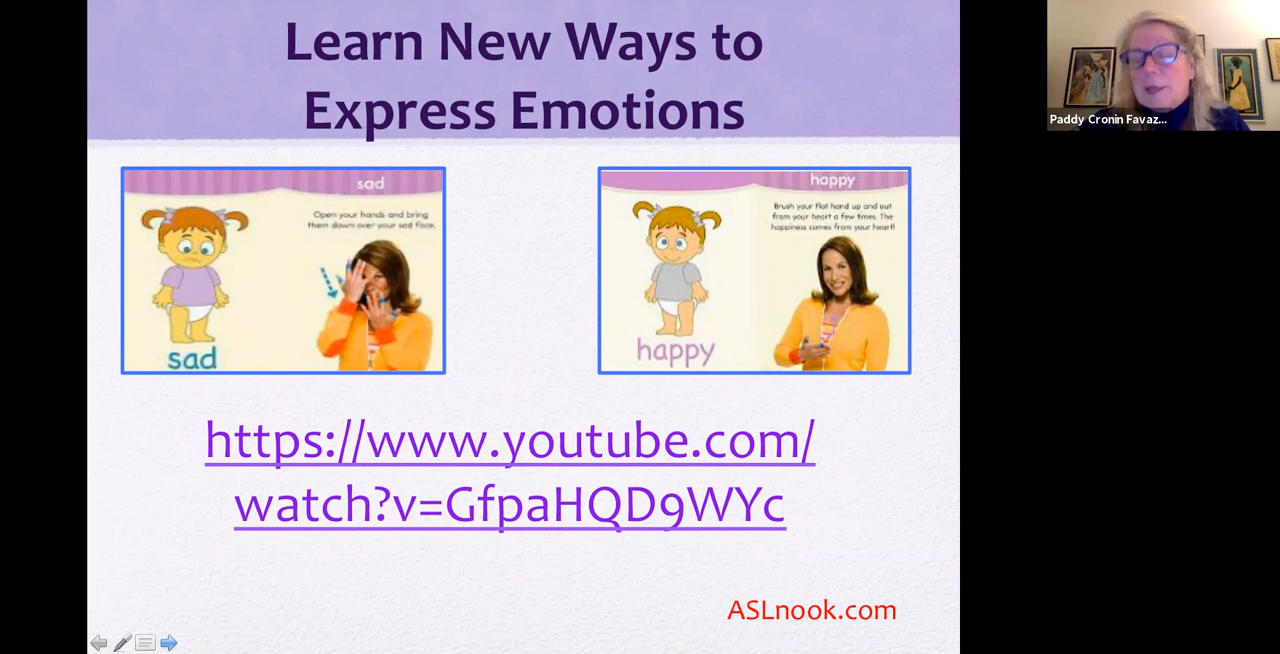 Learn New Ways to
Express Emotions
sad
Open your hands and bring
them down over your sad face.
sad
happy
Brush your flat hand up and out
from your heart a few times. The
happiness comes from your heart!
happy
https://www.youtube.com/
watch?v=GfpaHQD9WYc
ASLnook.com
Paddy Cronin Favaz...